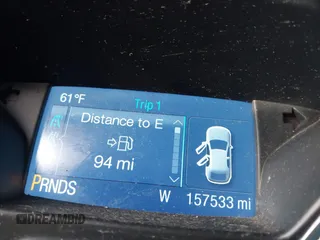 61°F
Trip 1
Distance to E
94 mi
PRNDS
W 157533 mi
DREAMBID